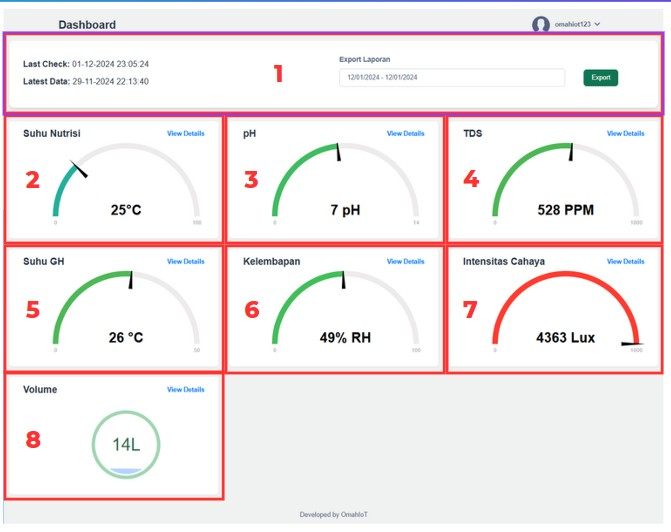 Dashboard
omahiot123
Last Check: 01-12-2024 23:05:24
Latest Data: 29-11-2024 22:13:40
1
Export Laporan
12/01/2024 - 12/01/2024
Export
Suhu Nutrisi View Details
2
25°C
0 100
pH View Details
3
7 pH
0 14
TDS View Details
4
528 PPM
0 1000
Suhu GH View Details
5
26 °C
0 50
Kelembapan View Details
6
49% RH
0 100
Intensitas Cahaya View Details
7
4363 Lux
0 1000
Volume View Details
8
14L
Developed by OmahIoT